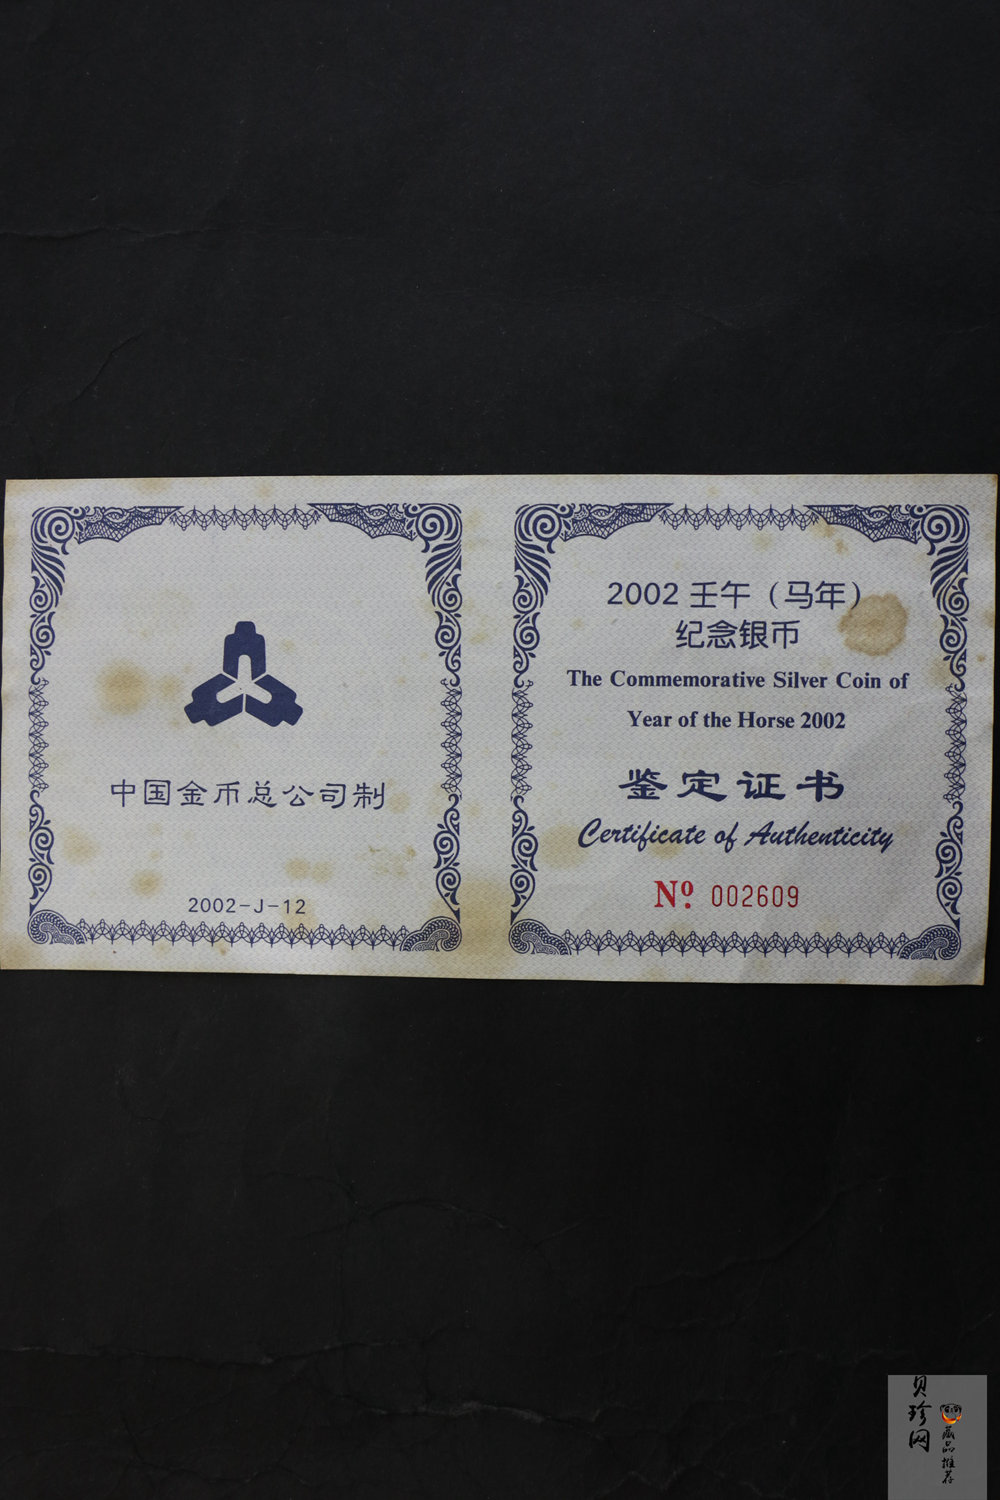 中国金币总公司制
2002-J-12
2002 壬午（马年）
纪念银币
The Commemorative Silver Coin of
Year of the Horse 2002
鉴定证书
Certificate of Authenticity
Nº. 002609
贝珍网
藏品推荐